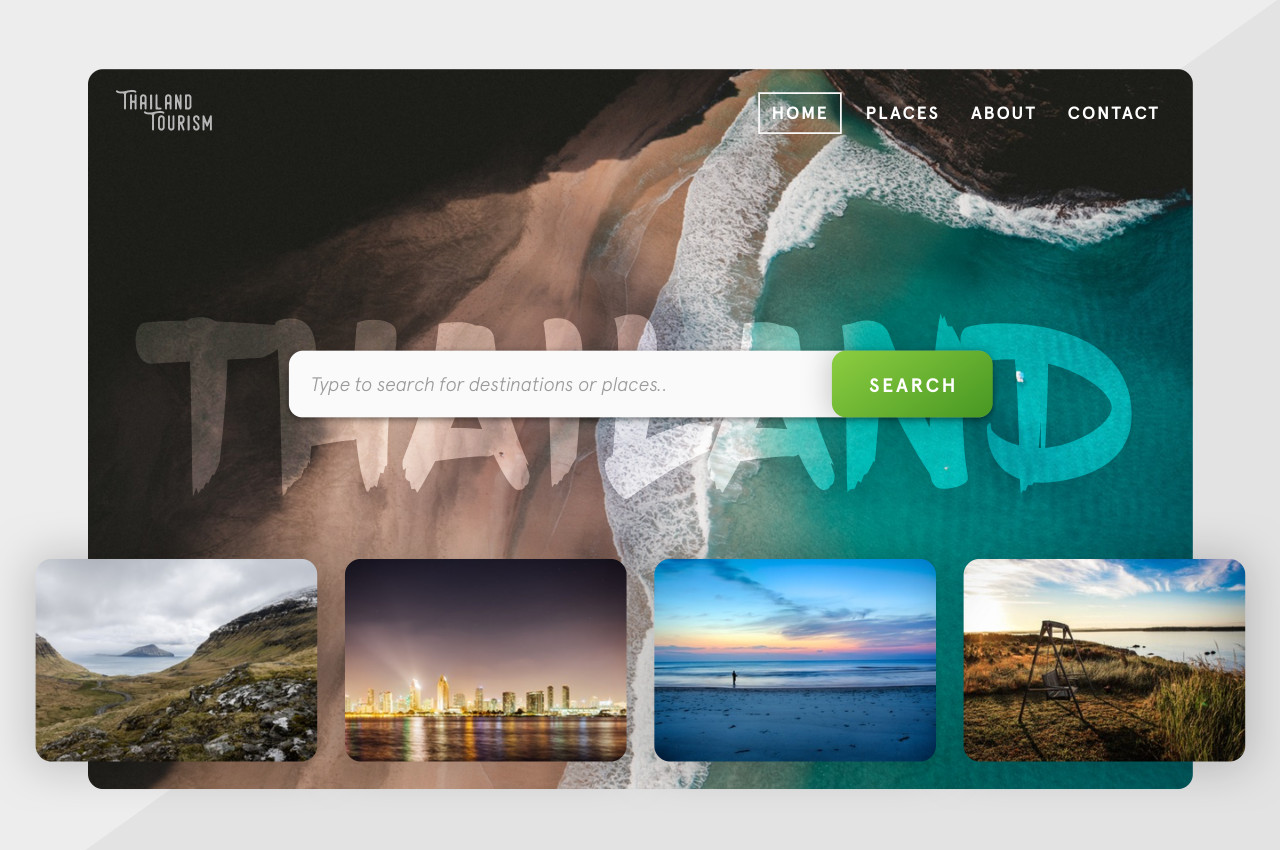 THAILAND
TOURISM
HOME PLACES ABOUT CONTACT
THAILAND
Type to search for destinations or places..
SEARCH